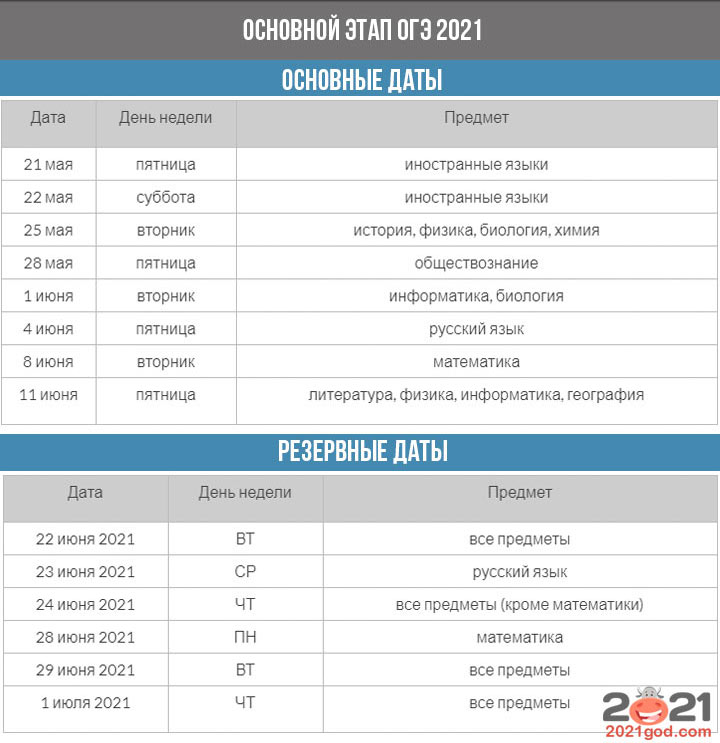 ОСНОВНОЙ ЭТАП ОГЭ 2021
ОСНОВНЫЕ ДАТЫ
Дата День недели Предмет
21 мая пятница иностранные языки
22 мая суббота иностранные языки
25 мая вторник история, физика, биология, химия
28 мая пятница обществознание
1 июня вторник информатика, биология
4 июня пятница русский язык
8 июня вторник математика
11 июня пятница литература, физика, информатика, география
РЕЗЕРВНЫЕ ДАТЫ
Дата День недели Предмет
22 июня 2021 ВТ все предметы
23 июня 2021 СР русский язык
24 июня 2021 ЧТ все предметы (кроме математики)
28 июня 2021 ПН математика
29 июня 2021 ВТ все предметы
1 июля 2021 ЧТ все предметы
2021
2021god.com